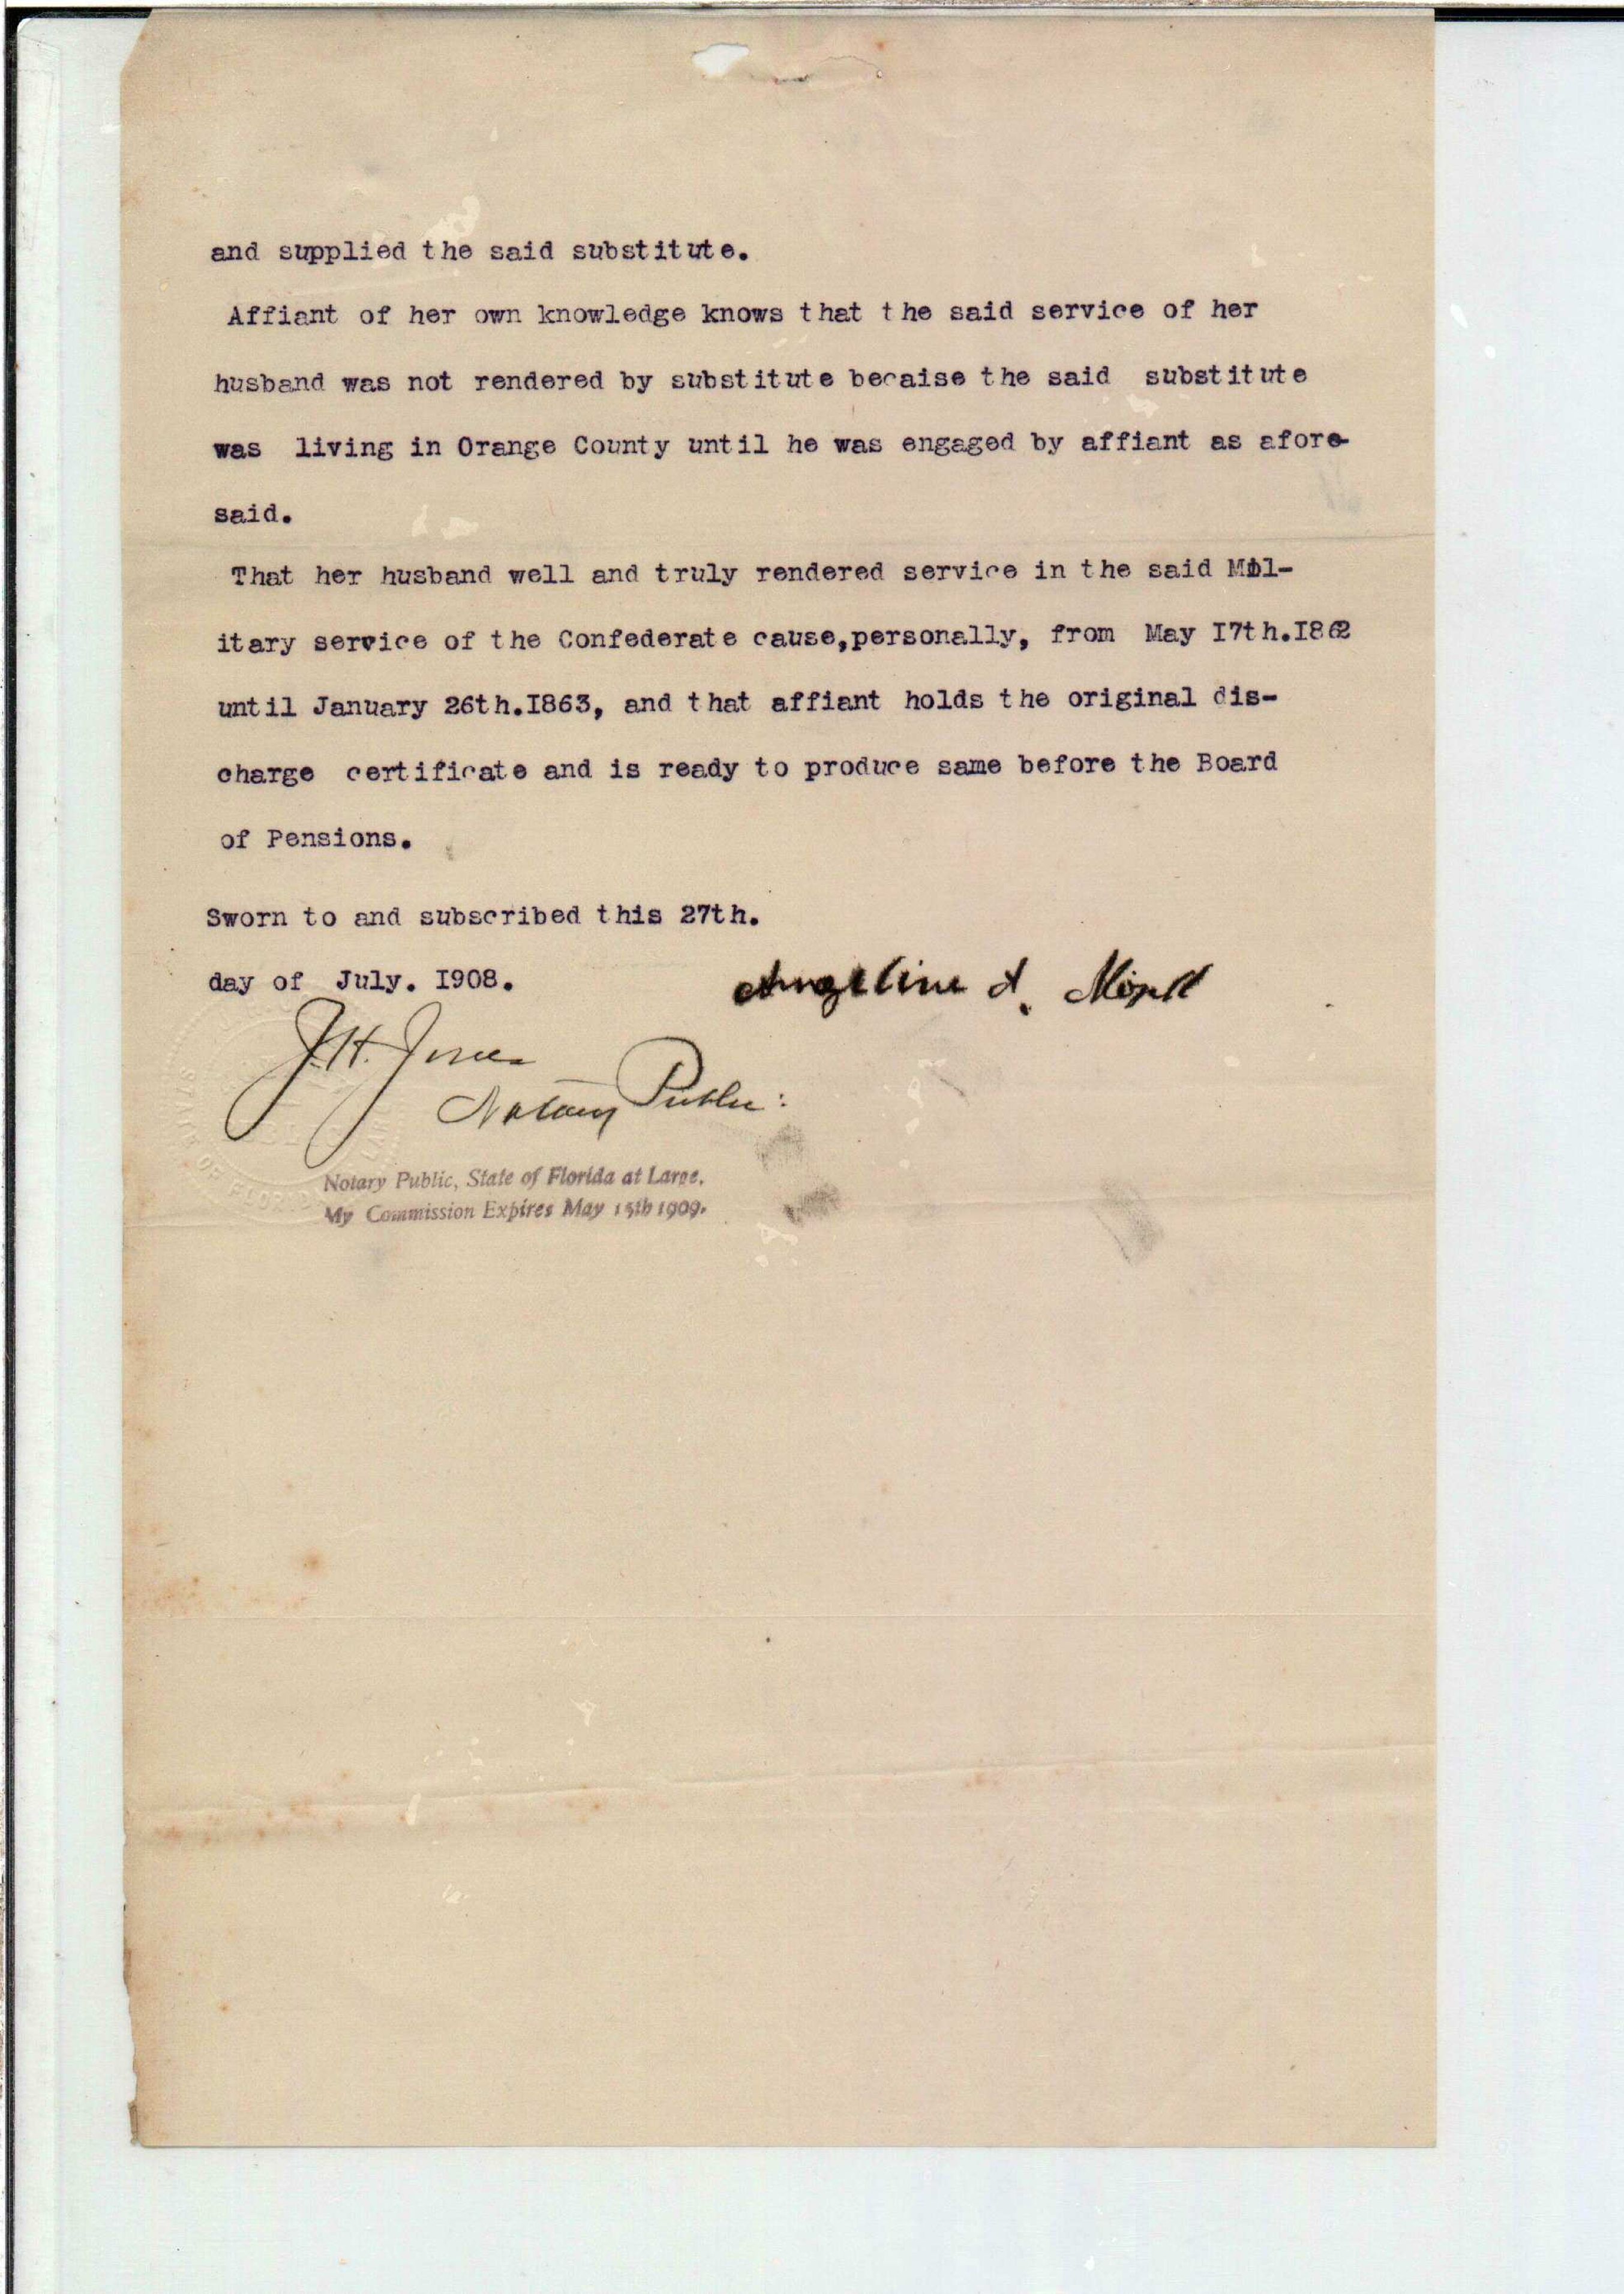 and supplied the said substitute.
Affiant of her own knowledge knows that the said service of her
husband was not rendered by substitute becaise the said substitute
was living in Orange County until he was engaged by affiant as afore-
said.
That her husband well and truly rendered service in the said Mil-
itary service of the Confederate cause,personally, from May I7th.I862
until January 26th.I863, and that affiant holds the original dis-
charge certificate and is ready to produce same before the Board
of Pensions.
Sworn to and subscribed this 27th.
day of July. I908.
Angeline A. Mizell
J.H. Jones
Notary Public:
Notary Public, State of Florida at Large.
My Commission Expires May 15th 1909.
OF FLORIDA